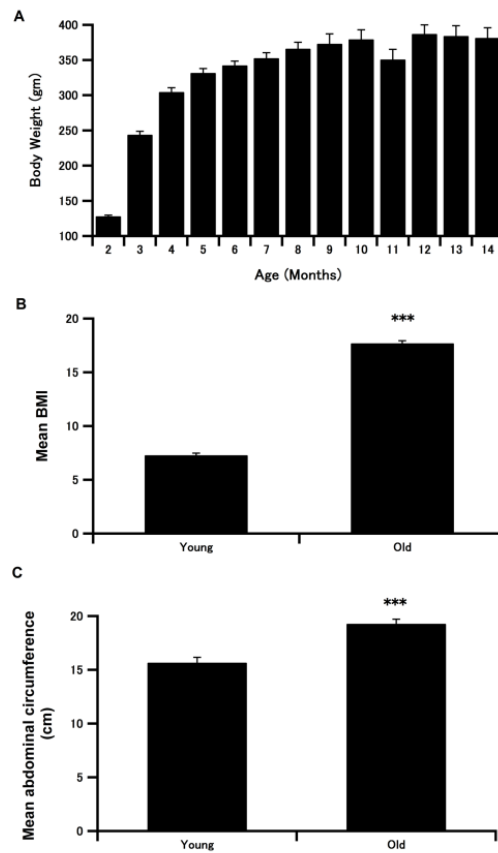 A
400
350
300
250
200
150
100
Body Weight (gm)
2 3 4 5 6 7 8 9 10 11 12 13 14
Age (Months)
B
***
20
15
10
5
0
Mean BMI
Young Old
C
***
20
15
10
5
0
Mean abdominal circumference
(cm)
Young Old